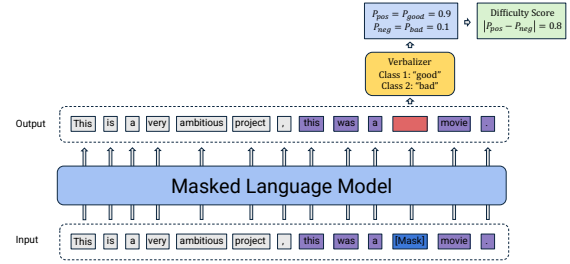 P_pos = P_good = 0.9
P_neg = P_bad = 0.1
Difficulty Score
|P_pos − P_neg| = 0.8
Verbalizer
Class 1: “good”
Class 2: “bad”
Output This is a very ambitious project , this was a movie .
Masked Language Model
Input This is a very ambitious project , this was a [Mask] movie .